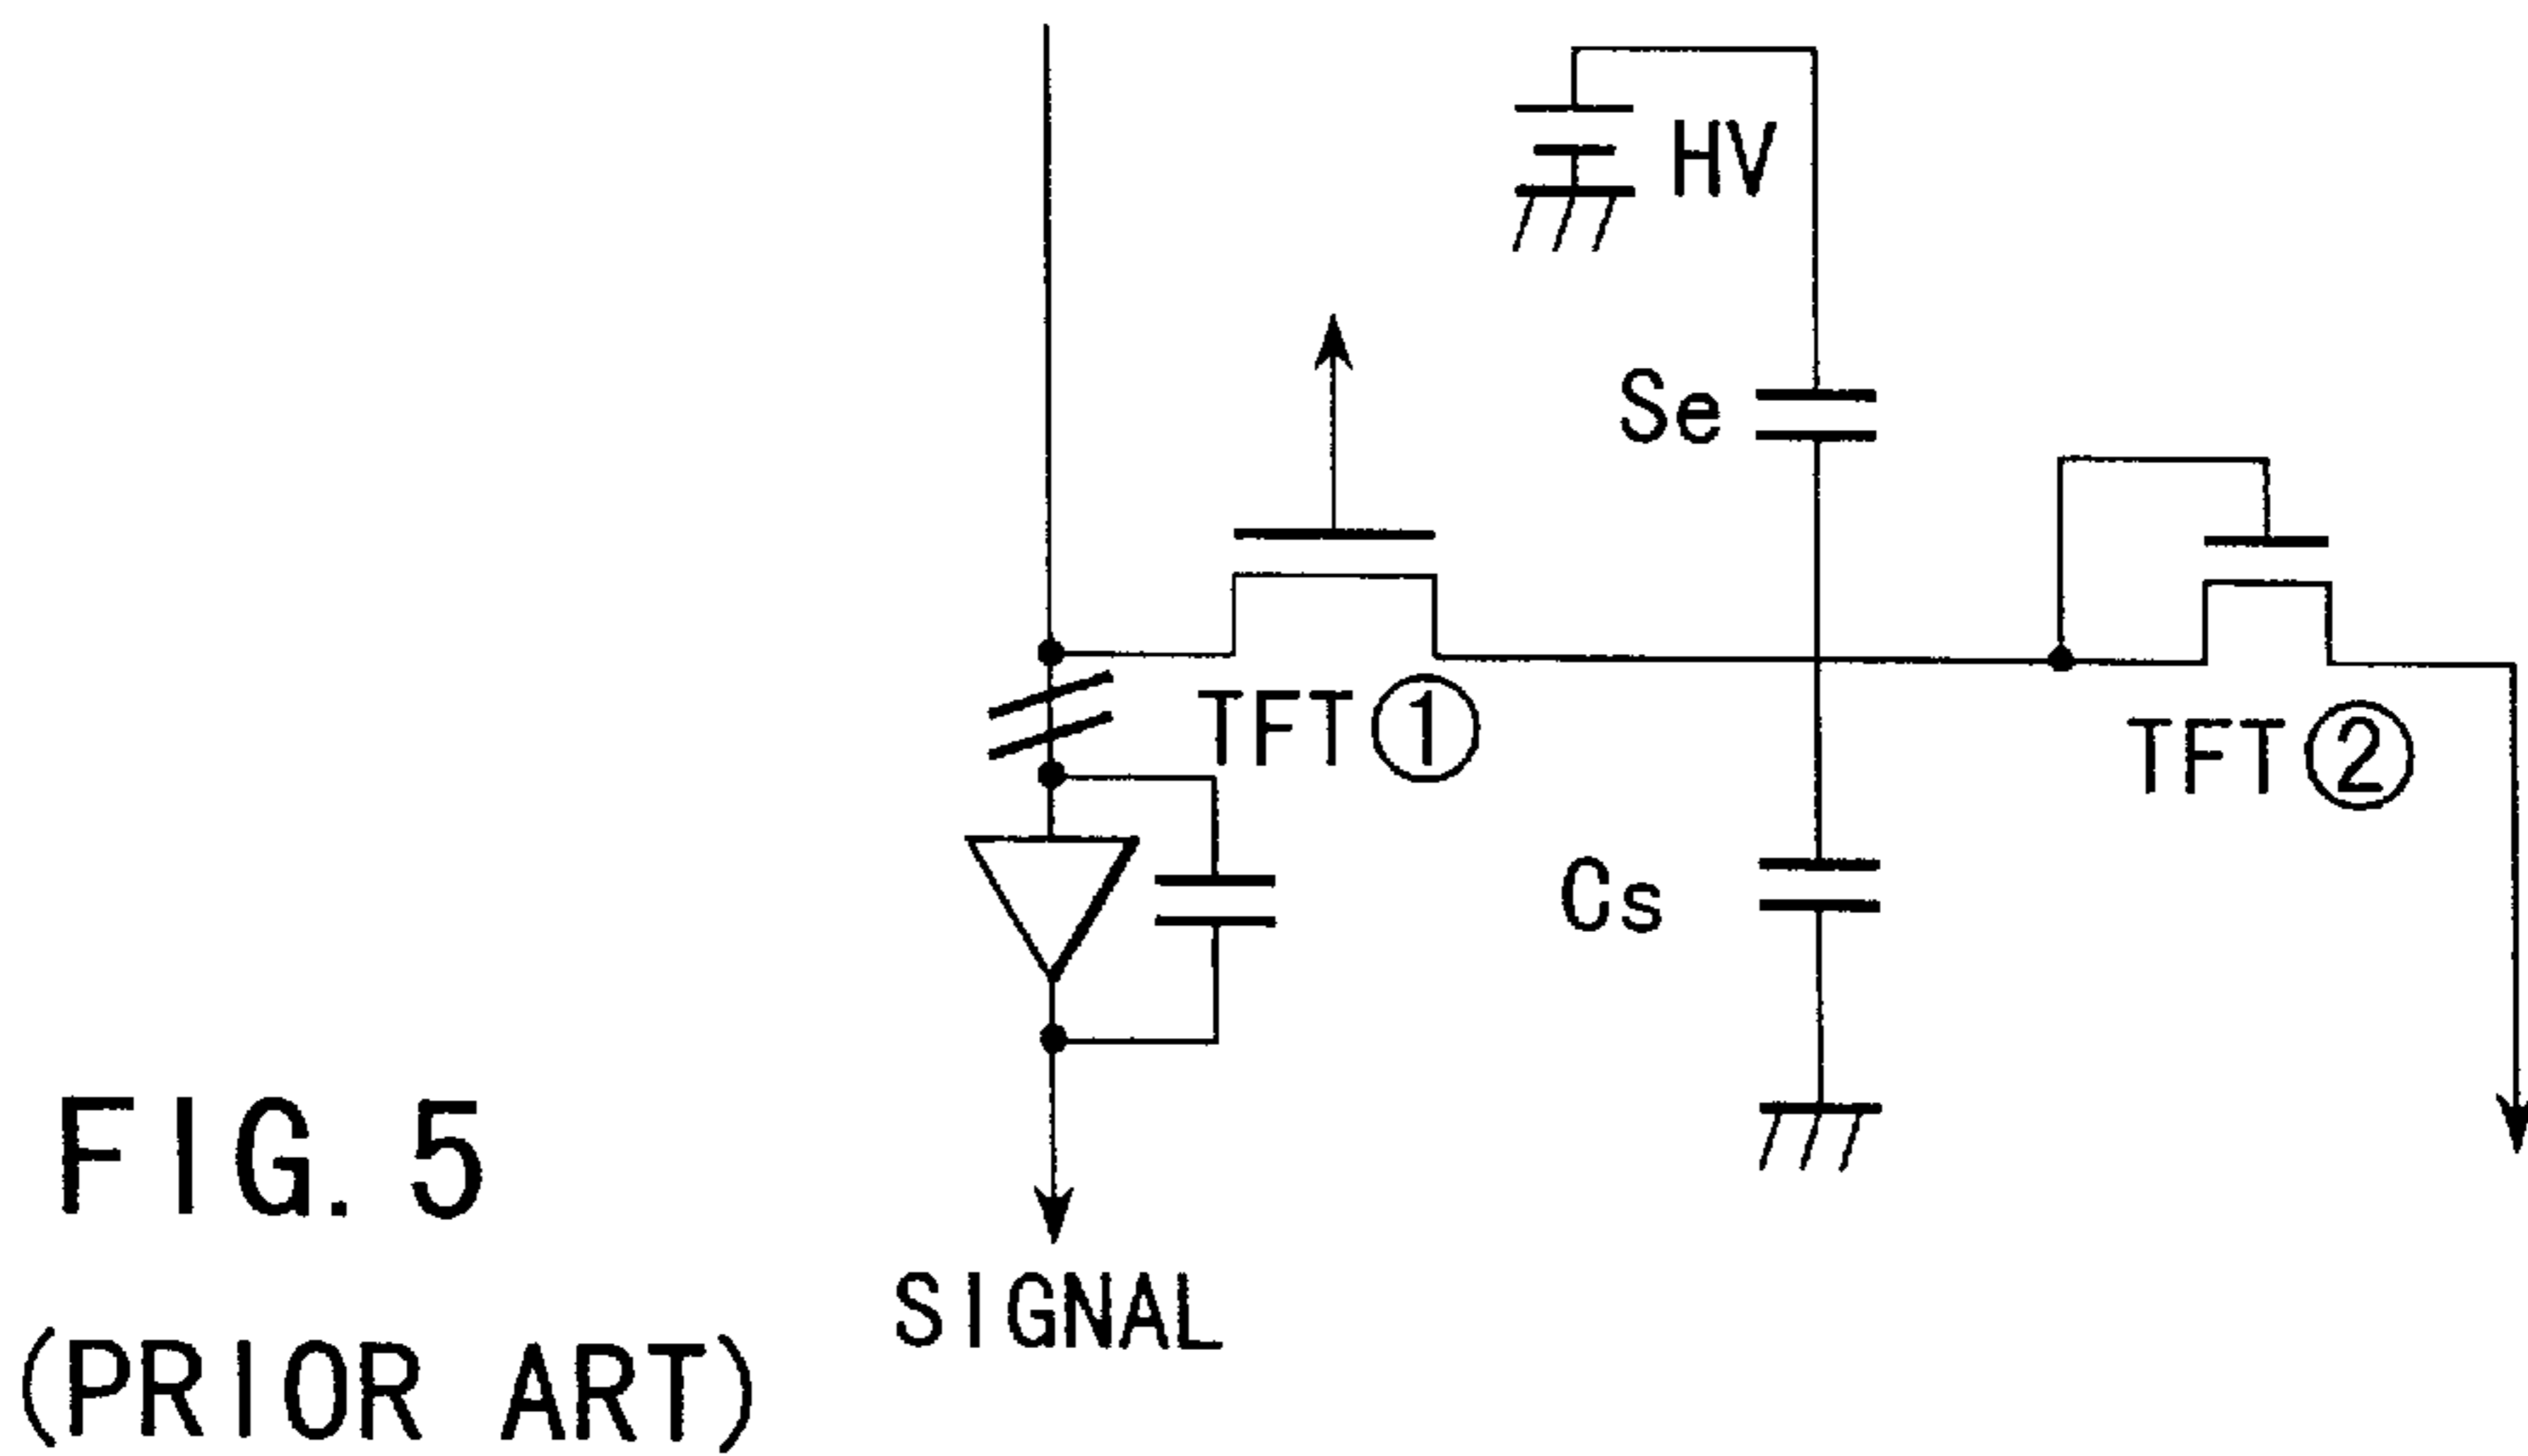 HV
Se
TFT①
TFT②
Cs
SIGNAL
FIG. 5
(PRIOR ART)